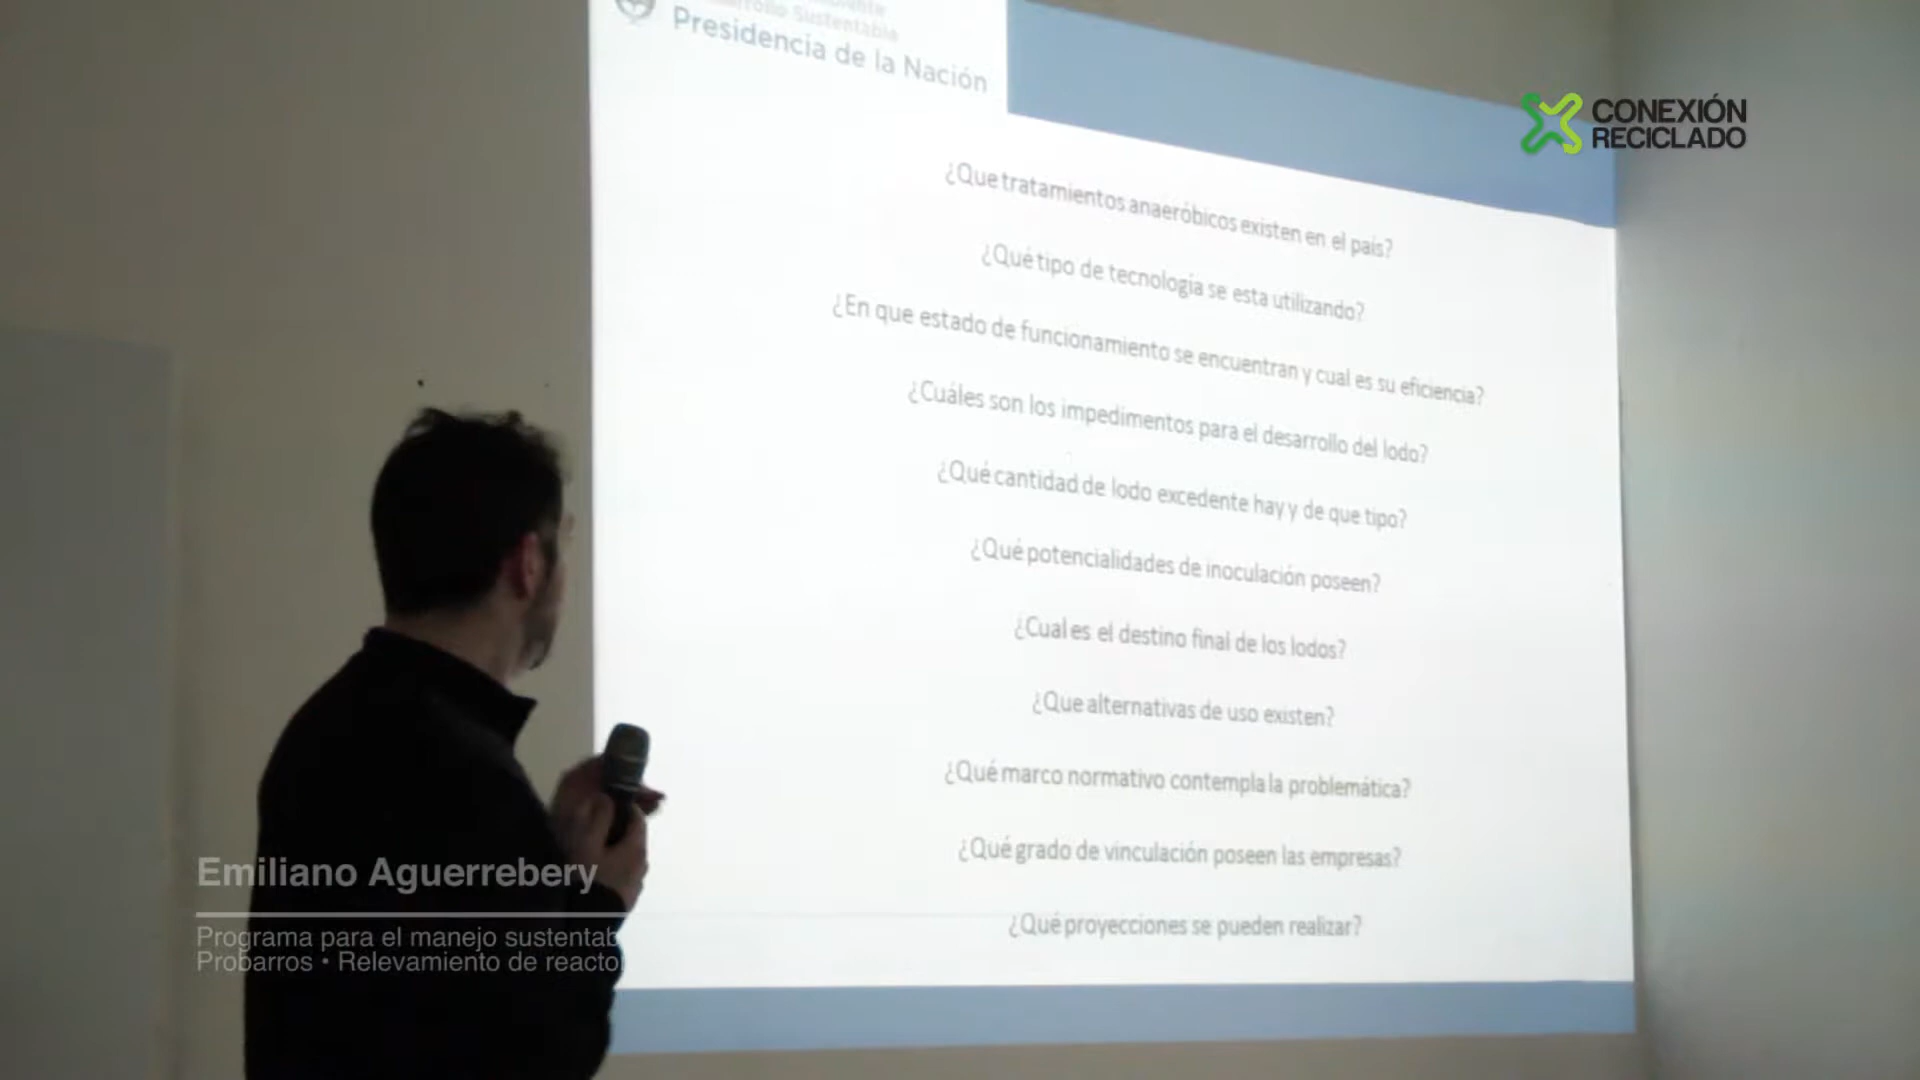 Sustentable
Presidencia de la Nación
CONEXIÓN
RECICLADO
¿Que tratamientos anaeróbicos existen en el país?
¿Qué tipo de tecnología se esta utilizando?
¿En que estado de funcionamiento se encuentran y cual es su eficiencia?
¿Cuáles son los impedimentos para el desarrollo del lodo?
¿Qué cantidad de lodo excedente hay y de que tipo?
¿Qué potencialidades de inoculación poseen?
¿Cual es el destino final de los lodos?
¿Que alternativas de uso existen?
¿Qué marco normativo contempla la problemática?
¿Qué grado de vinculación poseen las empresas?
¿Qué proyecciones se pueden realizar?
Emiliano Aguerrebery
Programa para el manejo sustentab
Probarros • Relevamiento de reacto